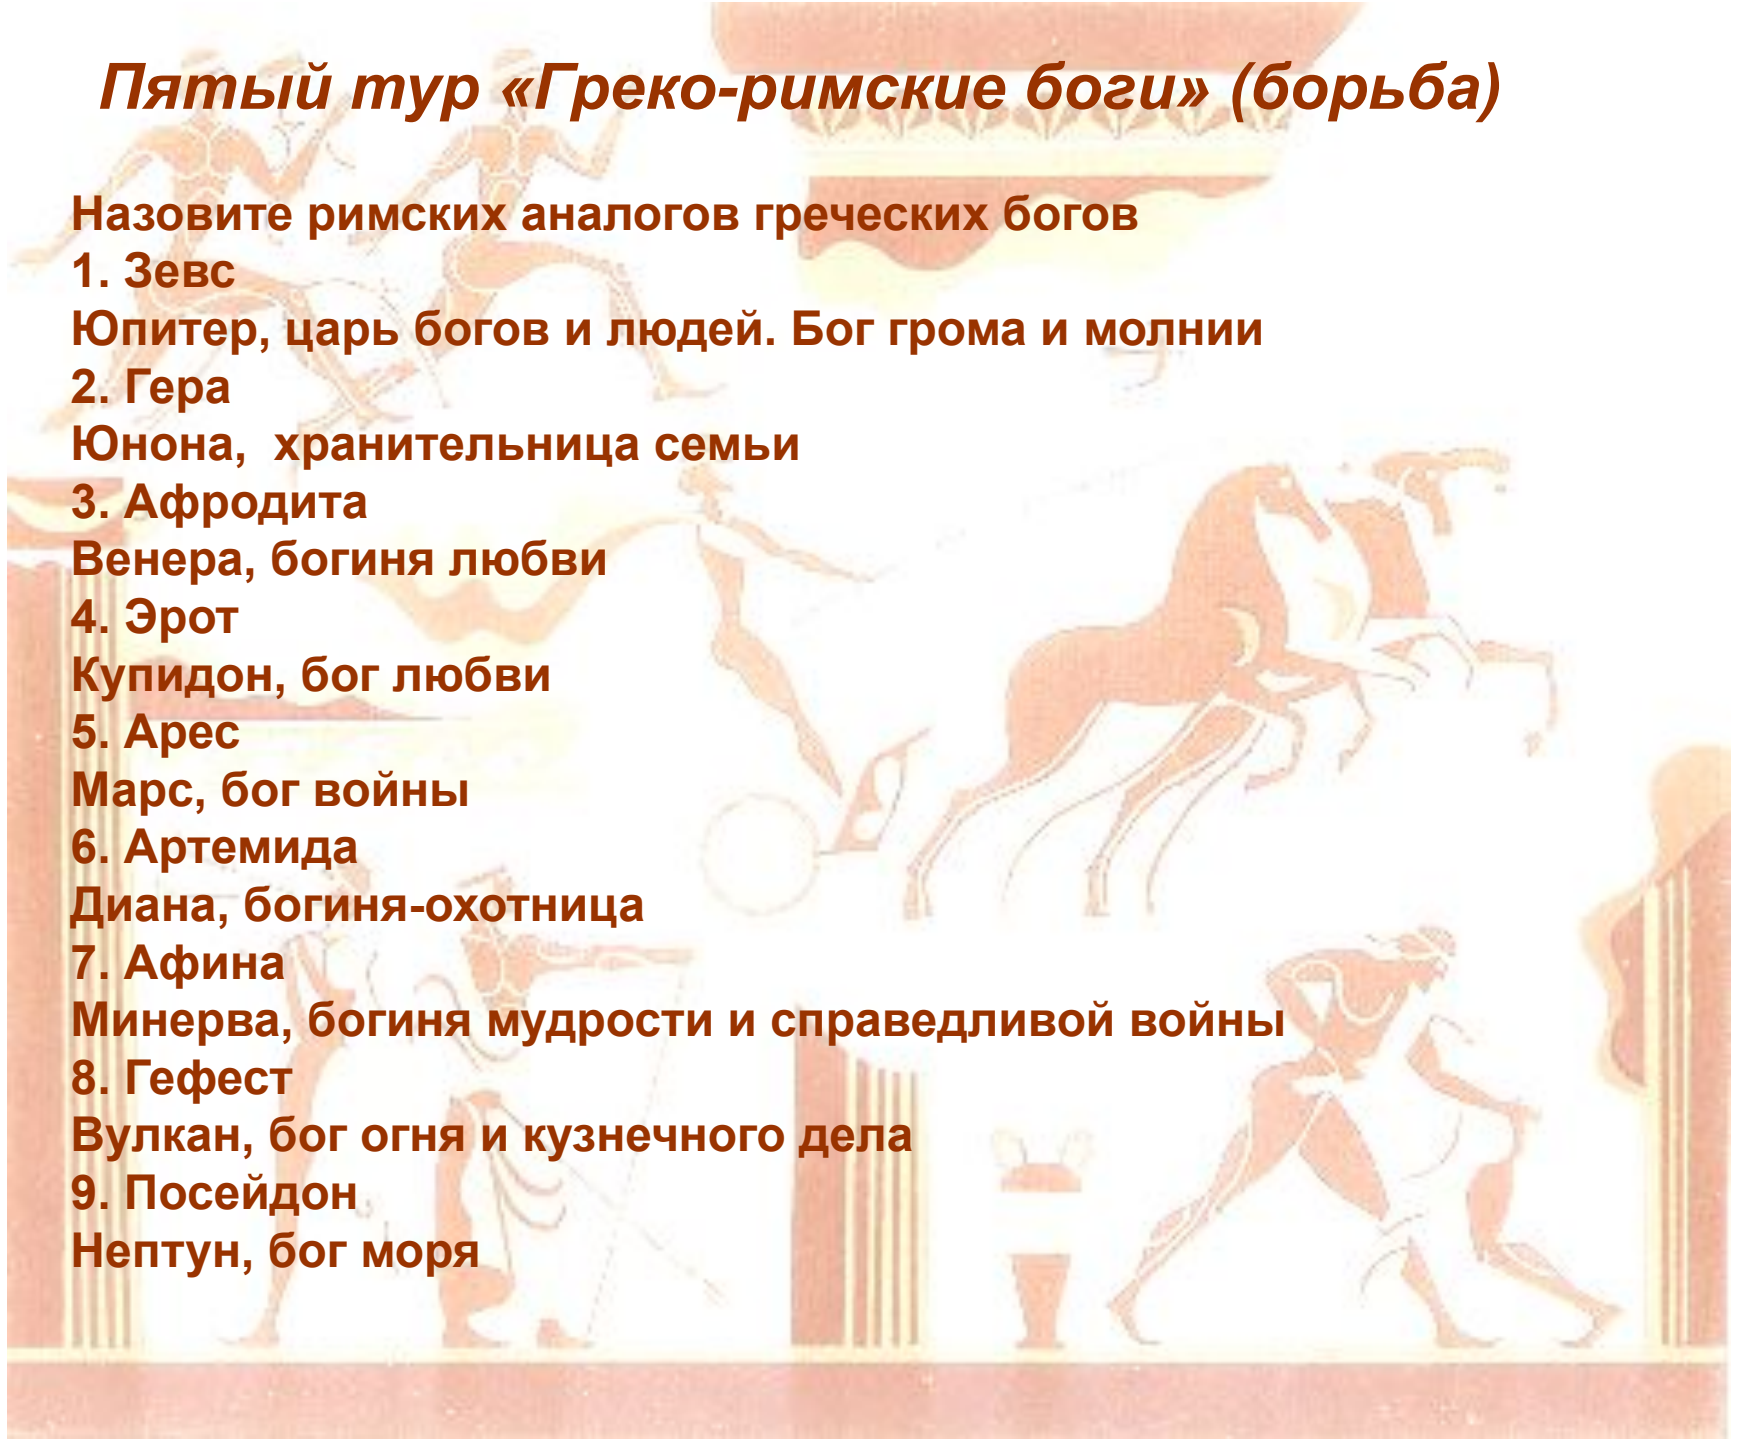 Пятый тур «Греко-римские боги» (борьба)
Назовите римских аналогов греческих богов
1. Зевс
Юпитер, царь богов и людей. Бог грома и молнии
2. Гера
Юнона,  хранительница семьи
3. Афродита
Венера, богиня любви
4. Эрот
Купидон, бог любви
5. Арес
Марс, бог войны
6. Артемида
Диана, богиня-охотница
7. Афина
Минерва, богиня мудрости и справедливой войны
8. Гефест
Вулкан, бог огня и кузнечного дела
9. Посейдон
Нептун, бог моря